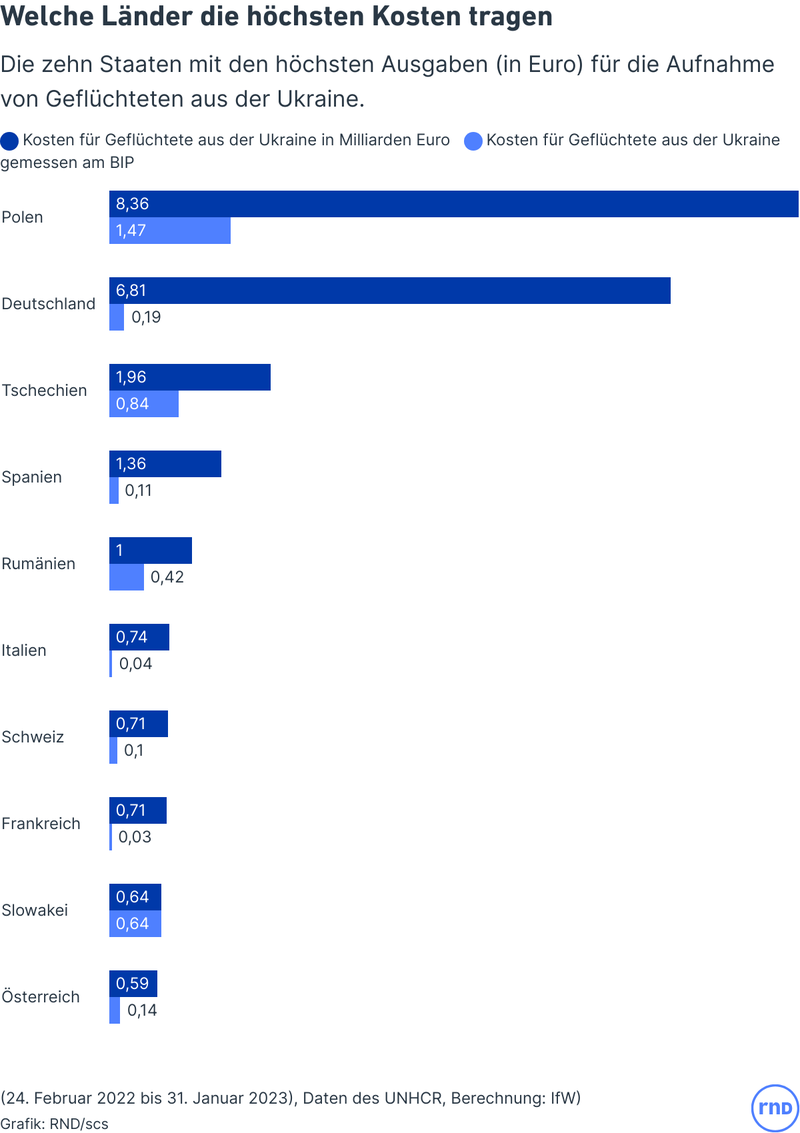 Welche Länder die höchsten Kosten tragen
Die zehn Staaten mit den höchsten Ausgaben (in Euro) für die Aufnahme
von Geflüchteten aus der Ukraine.
Kosten für Geflüchtete aus der Ukraine in Milliarden Euro Kosten für Geflüchtete aus der Ukraine
gemessen am BIP
Polen
8,36
1,47
Deutschland
6,81
0,19
Tschechien
1,96
0,84
Spanien
1,36
0,11
Rumänien
1
0,42
Italien
0,74
0,04
Schweiz
0,71
0,1
Frankreich
0,71
0,03
Slowakei
0,64
0,64
Österreich
0,59
0,14
(24. Februar 2022 bis 31. Januar 2023), Daten des UNHCR, Berechnung: IfW)
Grafik: RND/scs
rnD